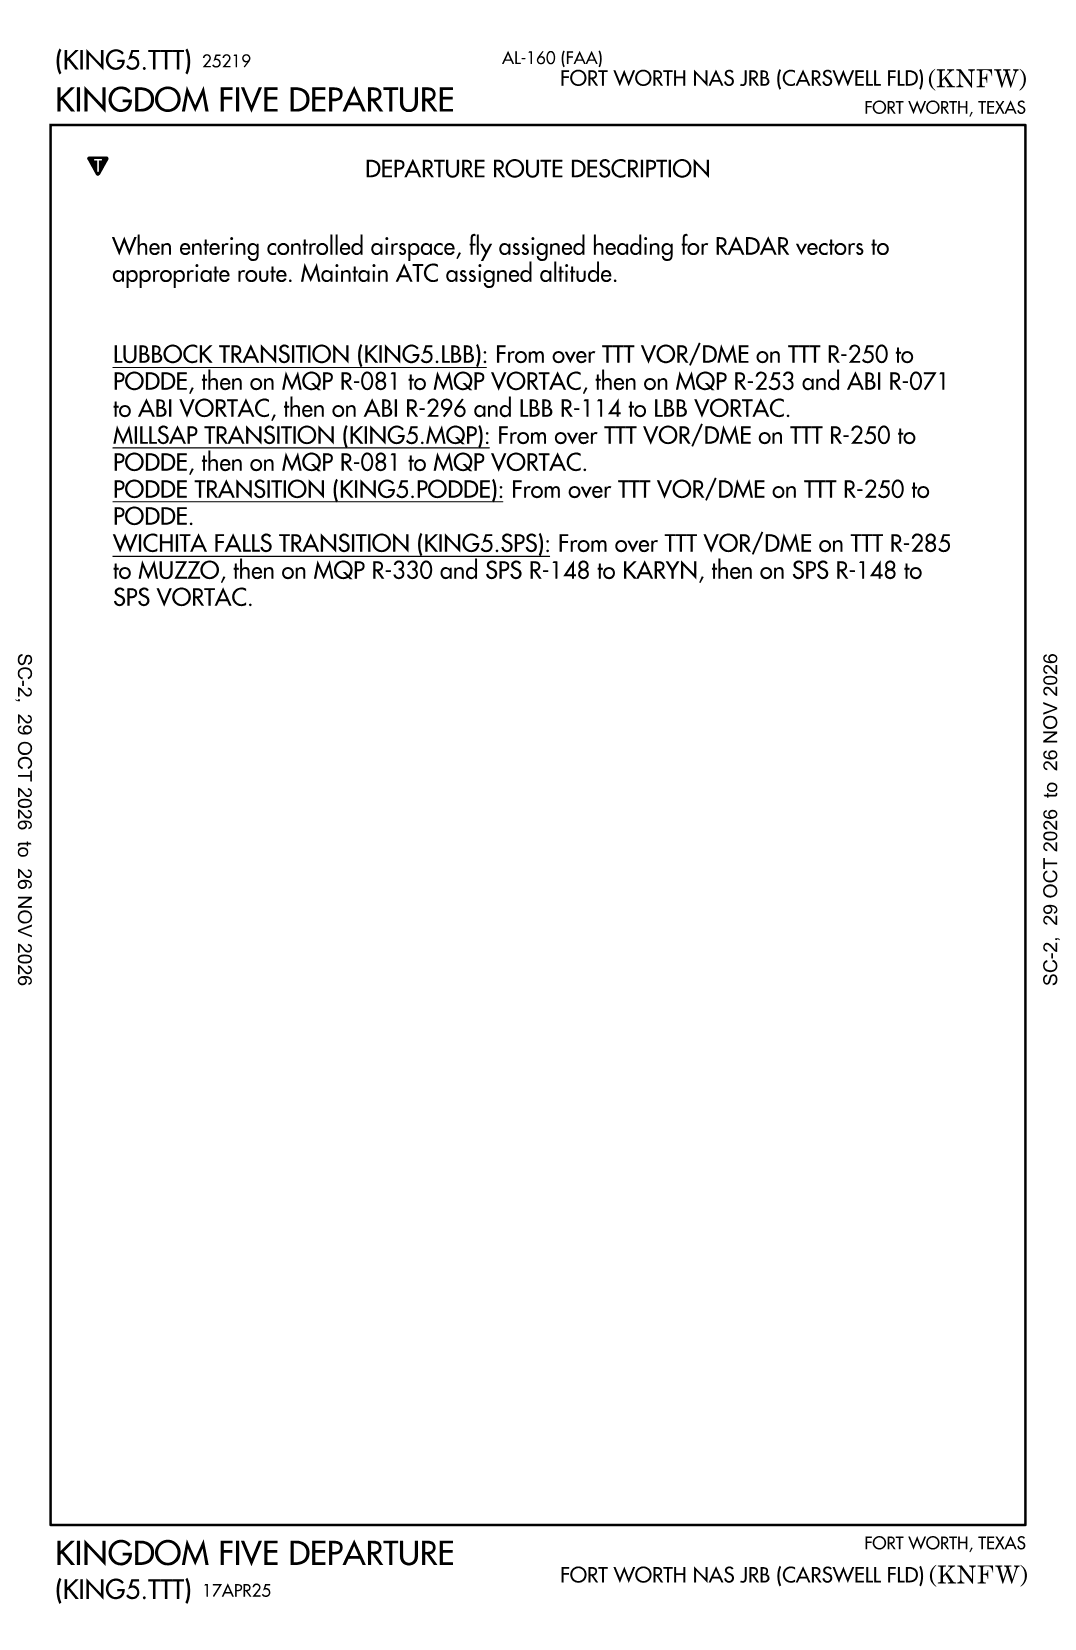 (KING5.TTT) 25219
AL-160 (FAA)
FORT WORTH NAS JRB (CARSWELL FLD) (KNFW)
KINGDOM FIVE DEPARTURE
FORT WORTH, TEXAS
T
DEPARTURE ROUTE DESCRIPTION
When entering controlled airspace, fly assigned heading for RADAR vectors to
appropriate route. Maintain ATC assigned altitude.
LUBBOCK TRANSITION (KING5.LBB): From over TTT VOR/DME on TTT R-250 to
PODDE, then on MQP R-081 to MQP VORTAC, then on MQP R-253 and ABI R-071
to ABI VORTAC, then on ABI R-296 and LBB R-114 to LBB VORTAC.
MILLSAP TRANSITION (KING5.MQP): From over TTT VOR/DME on TTT R-250 to
PODDE, then on MQP R-081 to MQP VORTAC.
PODDE TRANSITION (KING5.PODDE): From over TTT VOR/DME on TTT R-250 to
PODDE.
WICHITA FALLS TRANSITION (KING5.SPS): From over TTT VOR/DME on TTT R-285
to MUZZO, then on MQP R-330 and SPS R-148 to KARYN, then on SPS R-148 to
SPS VORTAC.
SC-2, 29 OCT 2026 to 26 NOV 2026
SC-2, 29 OCT 2026 to 26 NOV 2026
KINGDOM FIVE DEPARTURE
FORT WORTH, TEXAS
(KING5.TTT) 17APR25
FORT WORTH NAS JRB (CARSWELL FLD) (KNFW)